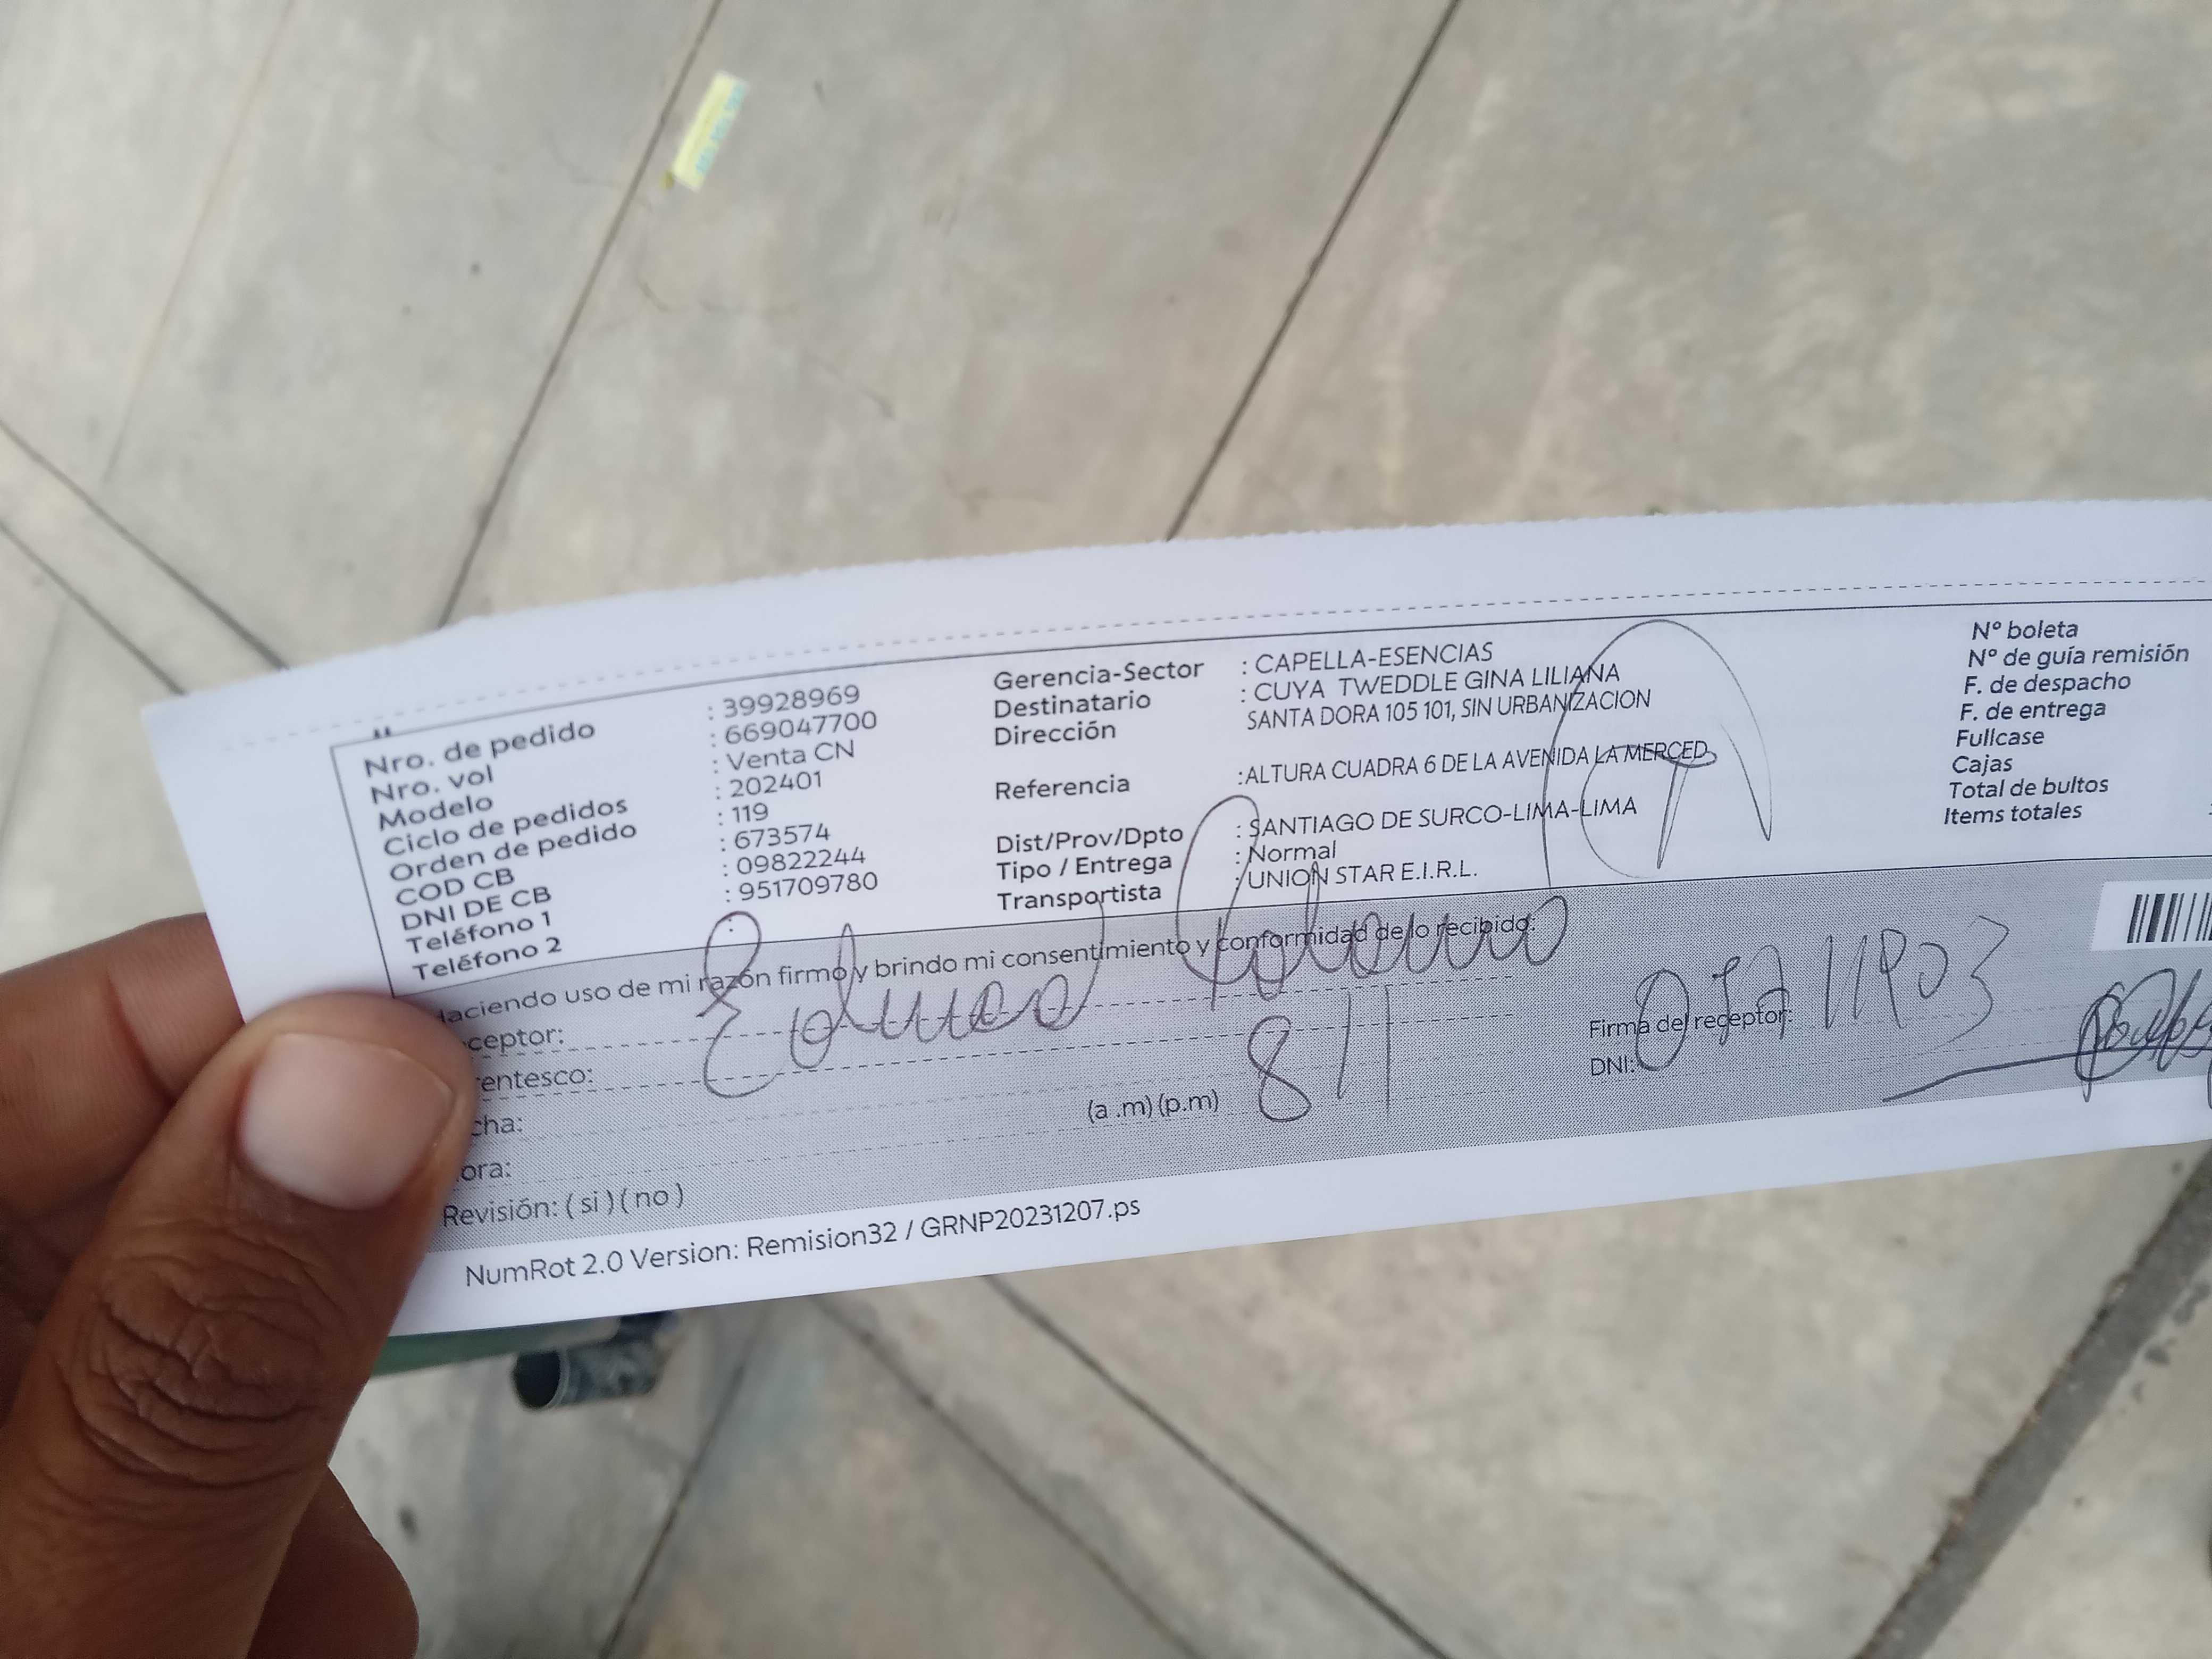 Nro. de pedido : 39928969
Nro. vol : 669047700
Modelo : Venta CN
Ciclo de pedidos : 202401
Orden de pedido : 119
COD CB : 673574
DNI DE CB : 09822244
Teléfono 1 : 951709780
Teléfono 2 :
Gerencia-Sector : CAPELLA-ESENCIAS
Destinatario : CUYA TWEDDLE GINA LILIANA
Dirección SANTA DORA 105 101, SIN URBANIZACION
Referencia :ALTURA CUADRA 6 DE LA AVENIDA LA MERCED
Dist/Prov/Dpto : SANTIAGO DE SURCO-LIMA-LIMA
Tipo / Entrega : Normal
Transportista : UNION STAR E.I.R.L.
Nº boleta
Nº de guía remisión
F. de despacho
F. de entrega
Fullcase
Cajas
Total de bultos
Items totales
Haciendo uso de mi razón firmo y brindo mi consentimiento y conformidad de lo recibido:
ceptor:
entesco:
cha:
ora:
(a .m) (p.m)
Revisión: ( si ) ( no )
Firma del receptor:
DNI:
NumRot 2.0 Version: Remision32 / GRNP20231207.ps